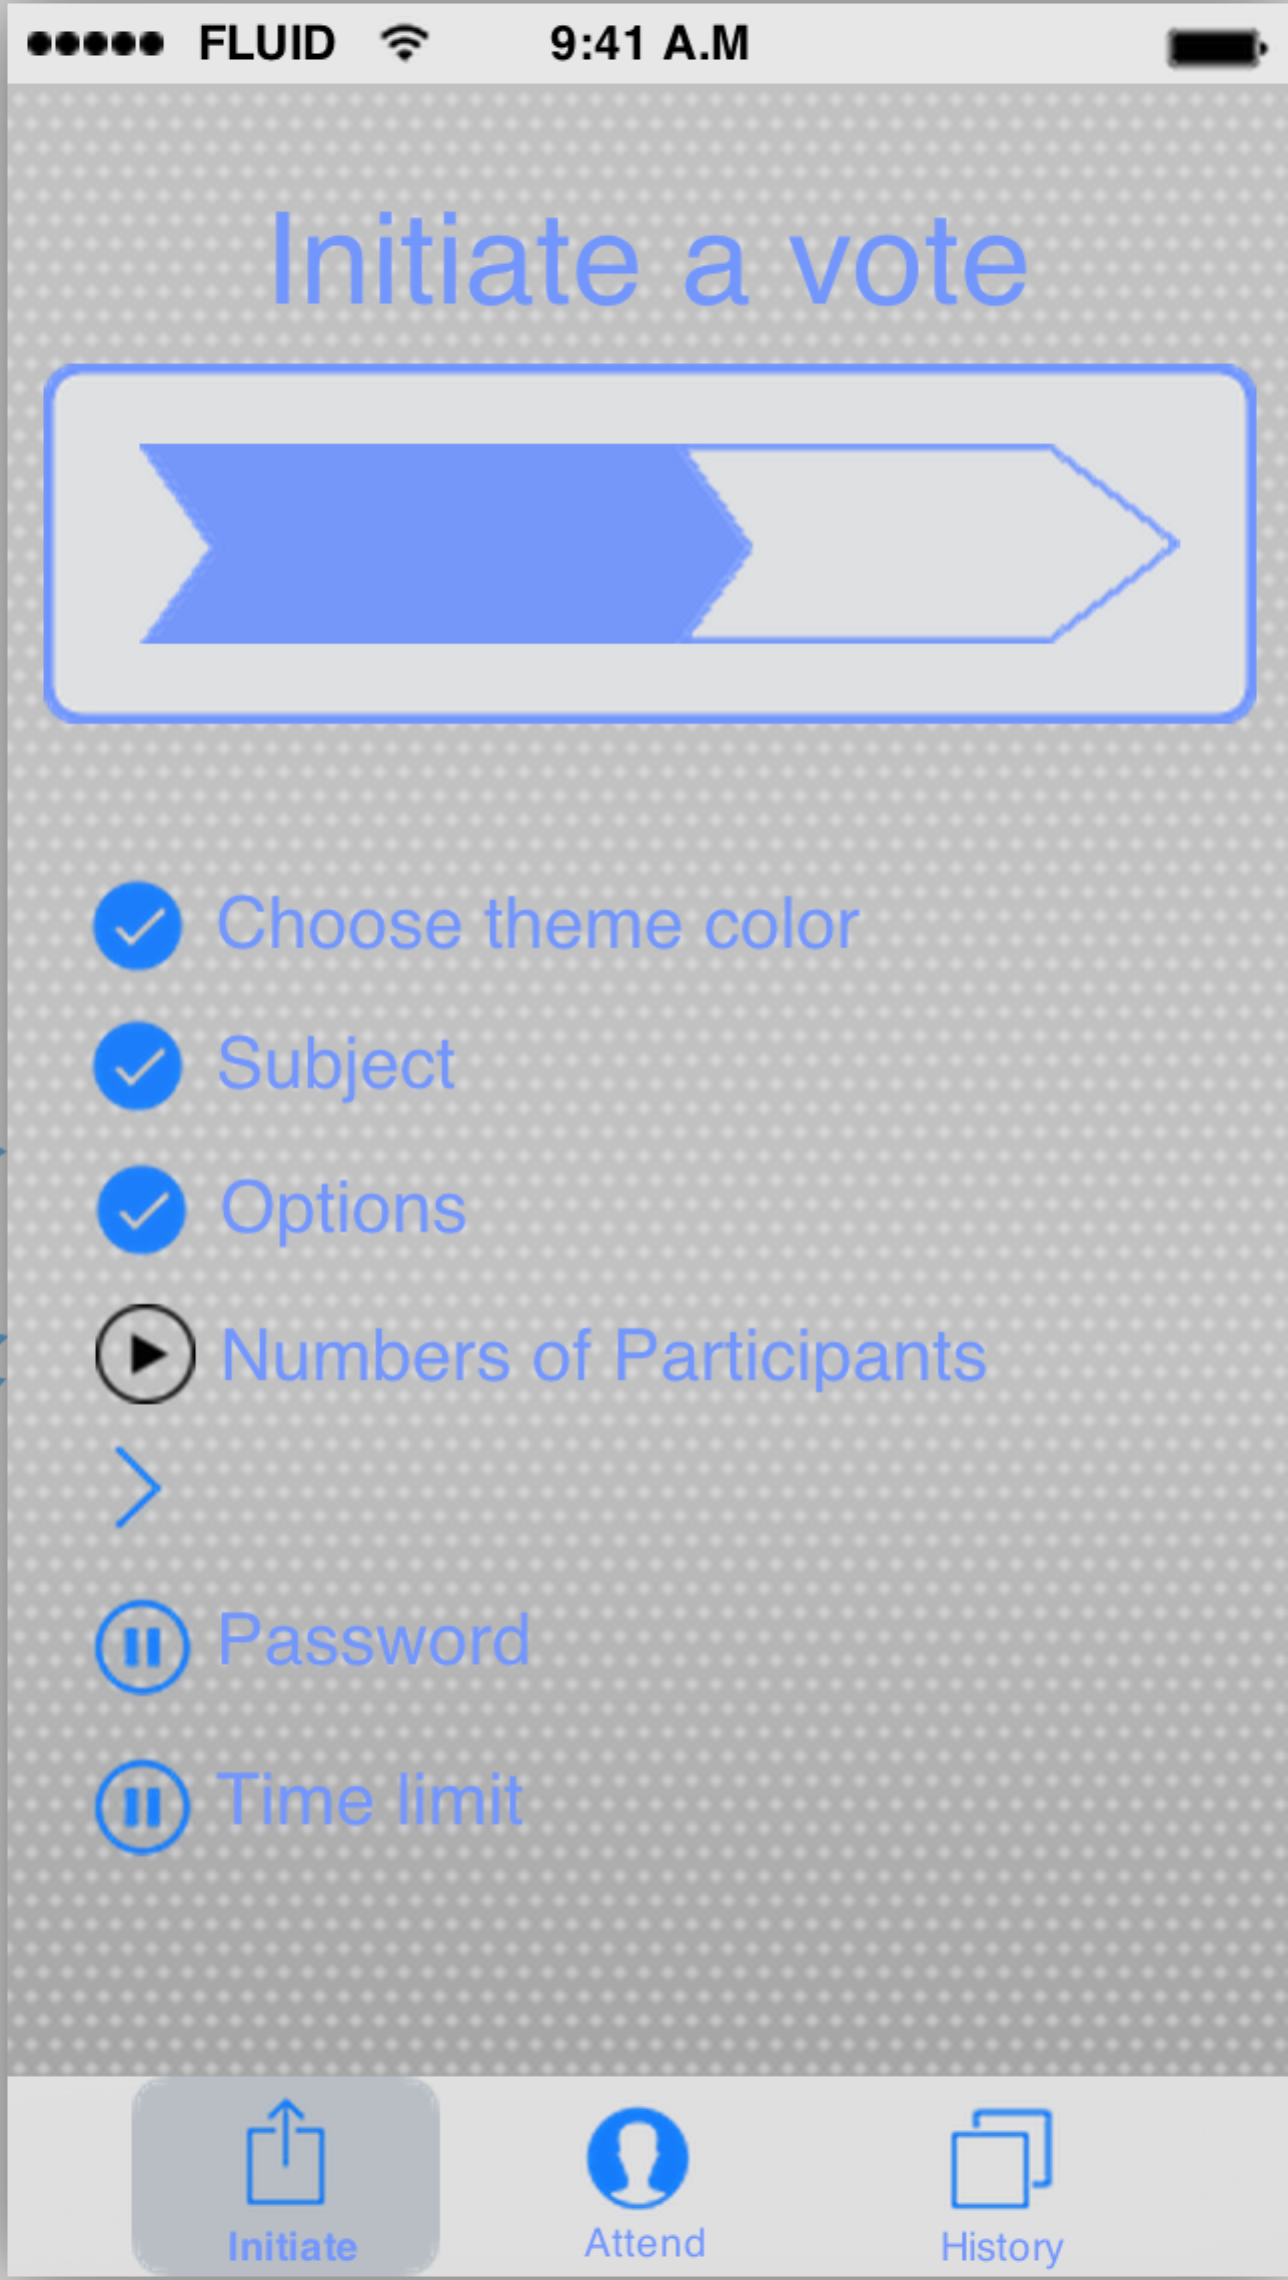 FLUID 9:41 A.M
Initiate a vote
Choose theme color
Subject
Options
Numbers of Participants
Password
Time limit
Initiate Attend History